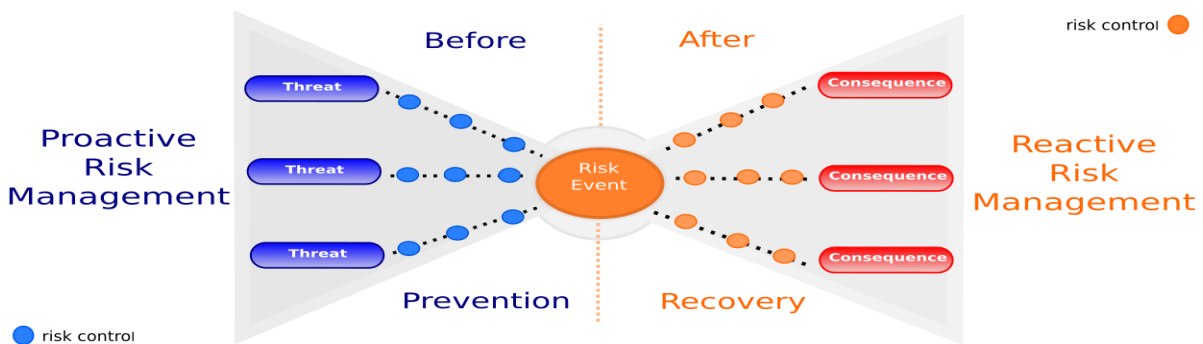 Before
After
risk control
Threat
Consequence
Proactive
Risk
Management
Threat
Risk
Event
Consequence
Reactive
Risk
Management
Threat
Consequence
Prevention
Recovery
risk control